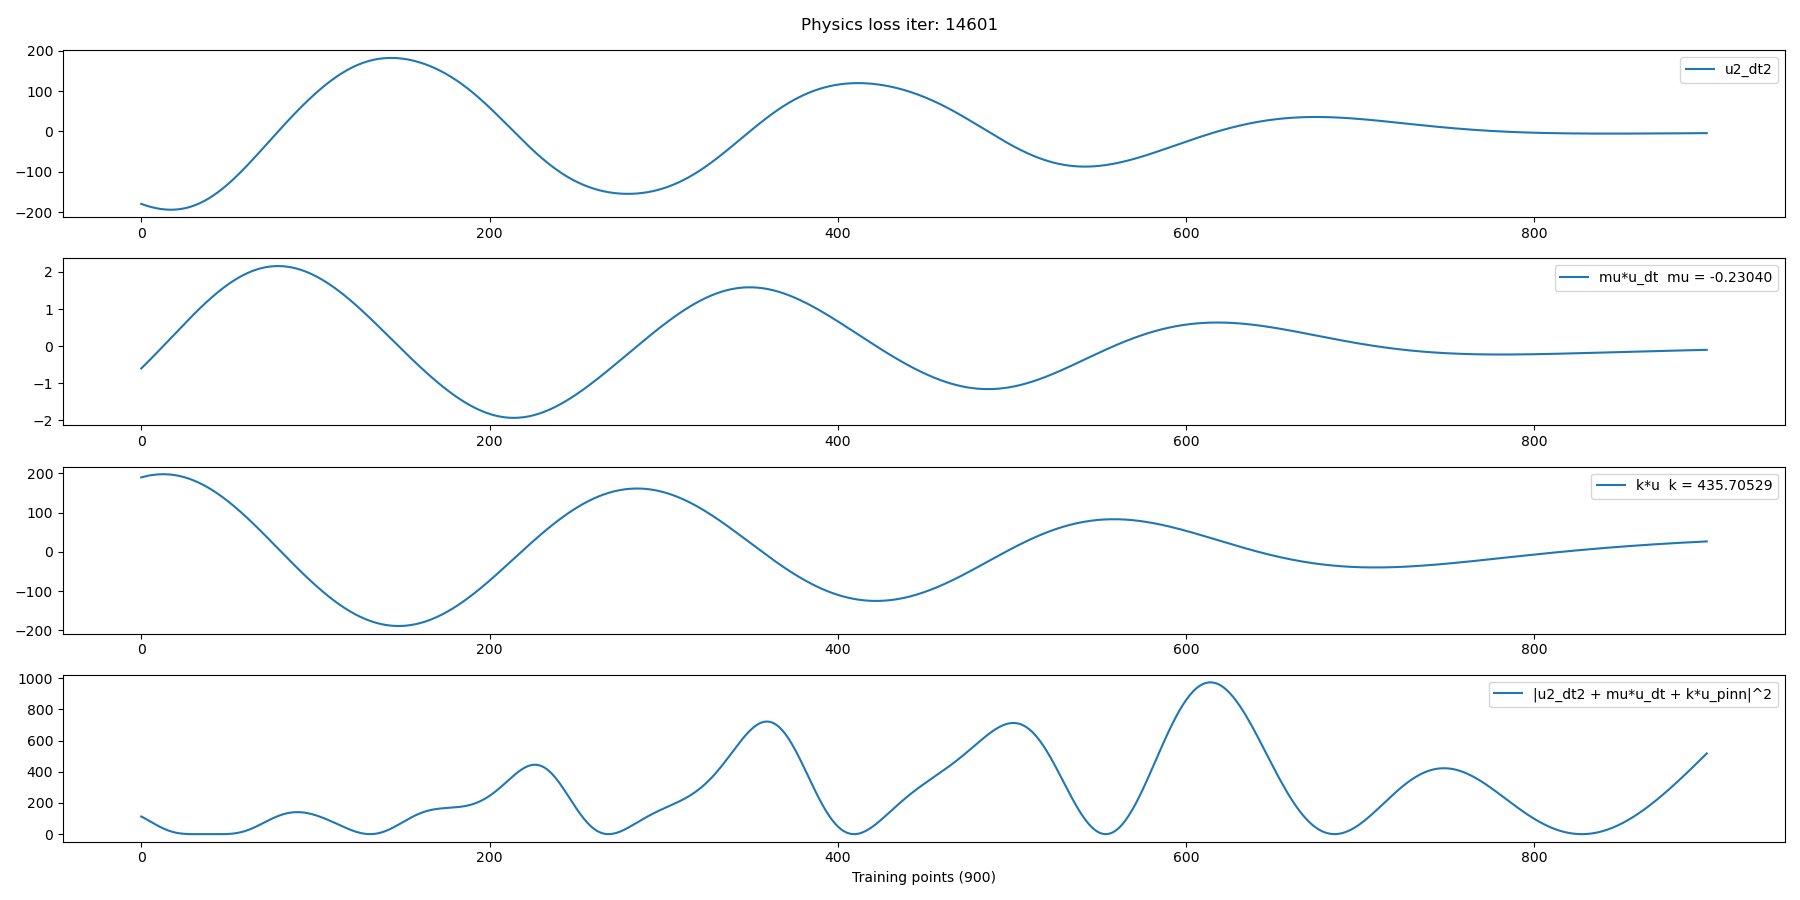 Physics loss iter: 14601
200
100
0
−100
−200
u2_dt2
0 200 400 600 800
2
1
0
−1
−2
mu*u_dt  mu = -0.23040
0 200 400 600 800
200
100
0
−100
−200
k*u  k = 435.70529
0 200 400 600 800
1000
800
600
400
200
0
|u2_dt2 + mu*u_dt + k*u_pinn|^2
0 200 400 600 800
Training points (900)